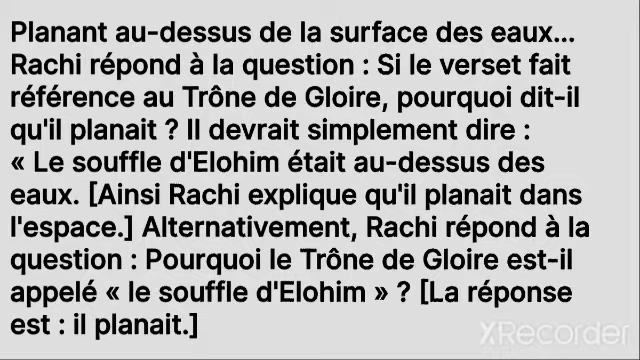 Planant au-dessus de la surface des eaux...
Rachi répond à la question : Si le verset fait
référence au Trône de Gloire, pourquoi dit-il
qu'il planait ? Il devrait simplement dire :
« Le souffle d'Elohim était au-dessus des
eaux. [Ainsi Rachi explique qu'il planait dans
l'espace.] Alternativement, Rachi répond à la
question : Pourquoi le Trône de Gloire est-il
appelé « le souffle d'Elohim » ? [La réponse
est : il planait.]
XRecorder